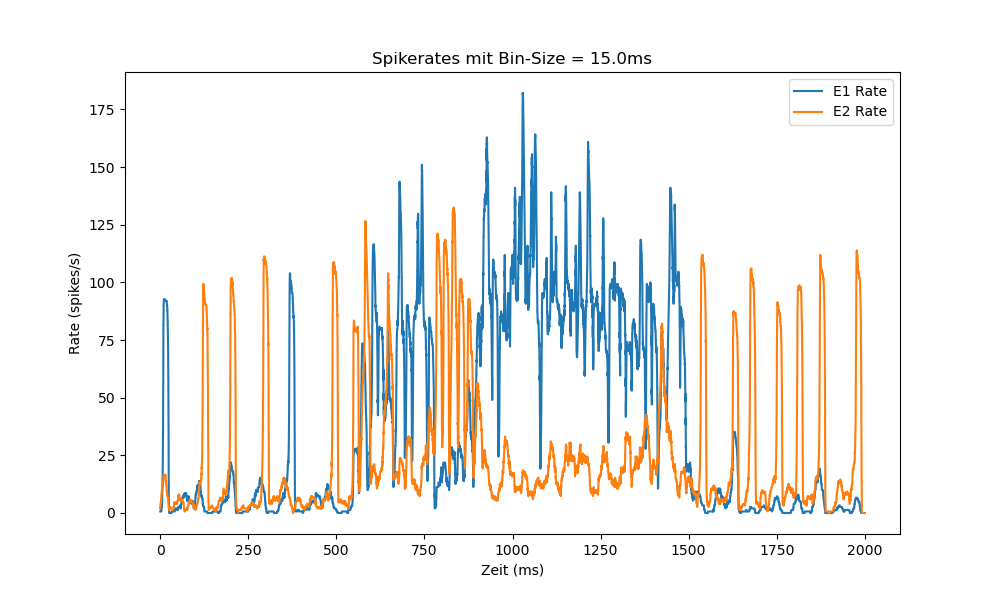 Spikerates mit Bin-Size = 15.0ms
E1 Rate
E2 Rate
Rate (spikes/s)
175
150
125
100
75
50
25
0
0 250 500 750 1000 1250 1500 1750 2000
Zeit (ms)